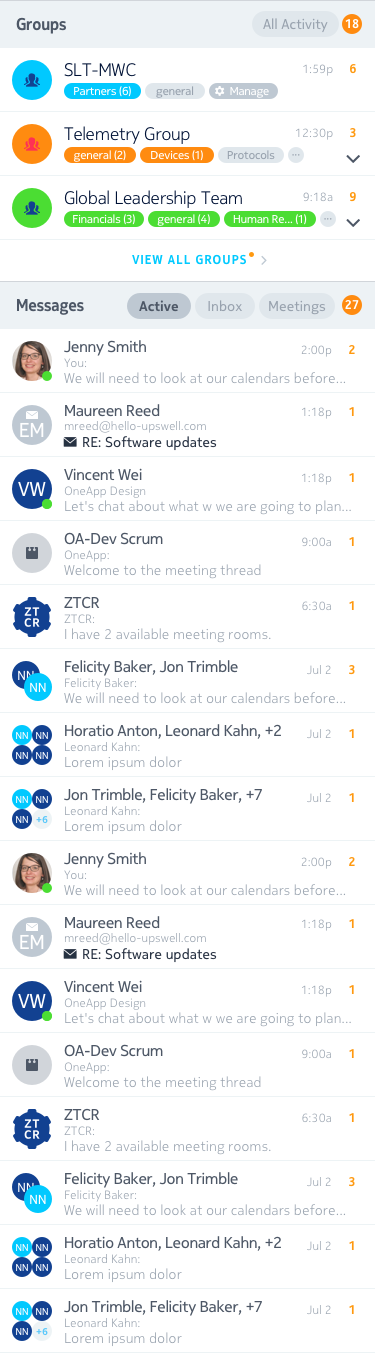 Groups All Activity 18
SLT-MWC 1:59p 6
Partners (6) general Manage
Telemetry Group 12:30p 3
general (2) Devices (1) Protocols ...
Global Leadership Team 9:18a 9
Financials (3) general (4) Human Re... (1) ...
VIEW ALL GROUPS
Messages Active Inbox Meetings 27
Jenny Smith 2:00p 2
You:
We will need to look at our calendars before...
Maureen Reed 1:18p 1
EM mreed@hello-upswell.com
RE: Software updates
Vincent Wei 1:18p 1
VW OneApp Design
Let's chat about what w we are going to plan...
OA-Dev Scrum 9:00a 1
OneApp:
Welcome to the meeting thread
ZTCR 6:30a 1
ZT CR ZTCR:
I have 2 available meeting rooms.
Felicity Baker, Jon Trimble Jul 2 3
NN NN Felicity Baker:
We will need to look at our calendars before...
Horatio Anton, Leonard Kahn, +2 Jul 2 1
NN NN Leonard Kahn:
NN NN Lorem ipsum dolor
Jon Trimble, Felicity Baker, +7 Jul 2 1
NN NN Leonard Kahn:
NN +6 Lorem ipsum dolor
Jenny Smith 2:00p 2
You:
We will need to look at our calendars before...
Maureen Reed 1:18p 1
EM mreed@hello-upswell.com
RE: Software updates
Vincent Wei 1:18p 1
VW OneApp Design
Let's chat about what w we are going to plan...
OA-Dev Scrum 9:00a 1
OneApp:
Welcome to the meeting thread
ZTCR 6:30a 1
ZT CR ZTCR:
I have 2 available meeting rooms.
Felicity Baker, Jon Trimble Jul 2 3
NN NN Felicity Baker:
We will need to look at our calendars before...
Horatio Anton, Leonard Kahn, +2 Jul 2 1
NN NN Leonard Kahn:
NN NN Lorem ipsum dolor
Jon Trimble, Felicity Baker, +7 Jul 2 1
NN NN Leonard Kahn:
NN +6 Lorem ipsum dolor